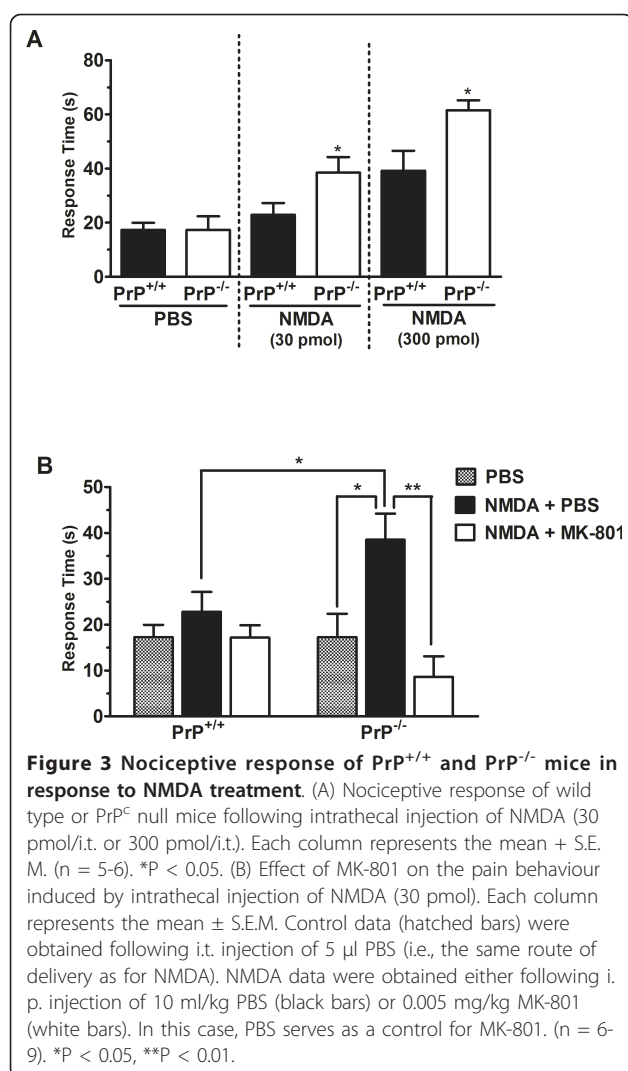 A
80
60
40
20
0
Response Time (s)
*
*
PrP+/+ PrP-/- PrP+/+ PrP-/- PrP+/+ PrP-/-
PBS NMDA NMDA
(30 pmol) (300 pmol)
B
50
40
30
20
10
0
Response Time (s)
*
* **
PBS
NMDA + PBS
NMDA + MK-801
PrP+/+ PrP-/-
Figure 3 Nociceptive response of PrP+/+ and PrP-/- mice in
response to NMDA treatment. (A) Nociceptive response of wild
type or PrPc null mice following intrathecal injection of NMDA (30
pmol/i.t. or 300 pmol/i.t.). Each column represents the mean + S.E.
M. (n = 5-6). *P < 0.05. (B) Effect of MK-801 on the pain behaviour
induced by intrathecal injection of NMDA (30 pmol). Each column
represents the mean ± S.E.M. Control data (hatched bars) were
obtained following i.t. injection of 5 μl PBS (i.e., the same route of
delivery as for NMDA). NMDA data were obtained either following i.
p. injection of 10 ml/kg PBS (black bars) or 0.005 mg/kg MK-801
(white bars). In this case, PBS serves as a control for MK-801. (n = 6-
9). *P < 0.05, **P < 0.01.